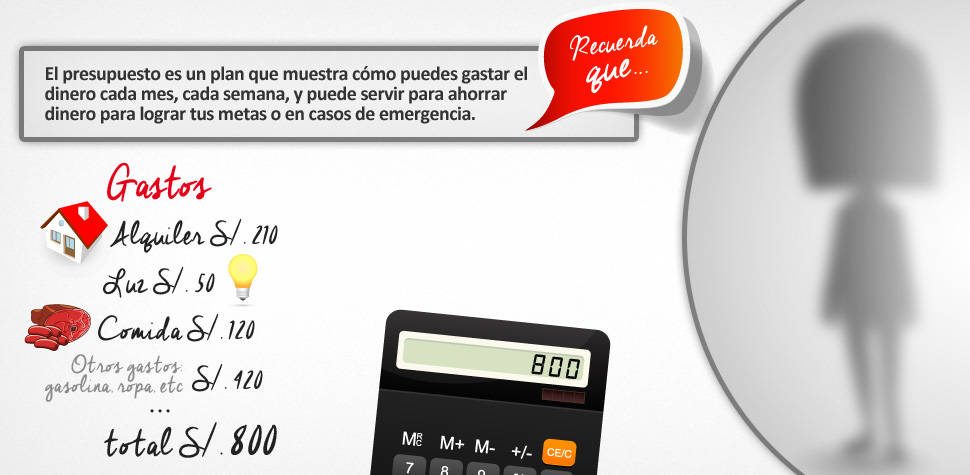 Recuerda
que...
El presupuesto es un plan que muestra cómo puedes gastar el
dinero cada mes, cada semana, y puede servir para ahorrar
dinero para lograr tus metas o en casos de emergencia.
Gastos
Alquiler S/. 210
Luz S/. 50
Comida S/. 120
Otros gastos:
gasolina, ropa, etc S/. 420
...
total S/. 800
800
MRC M+ M- +/- CE/C
7 8 9